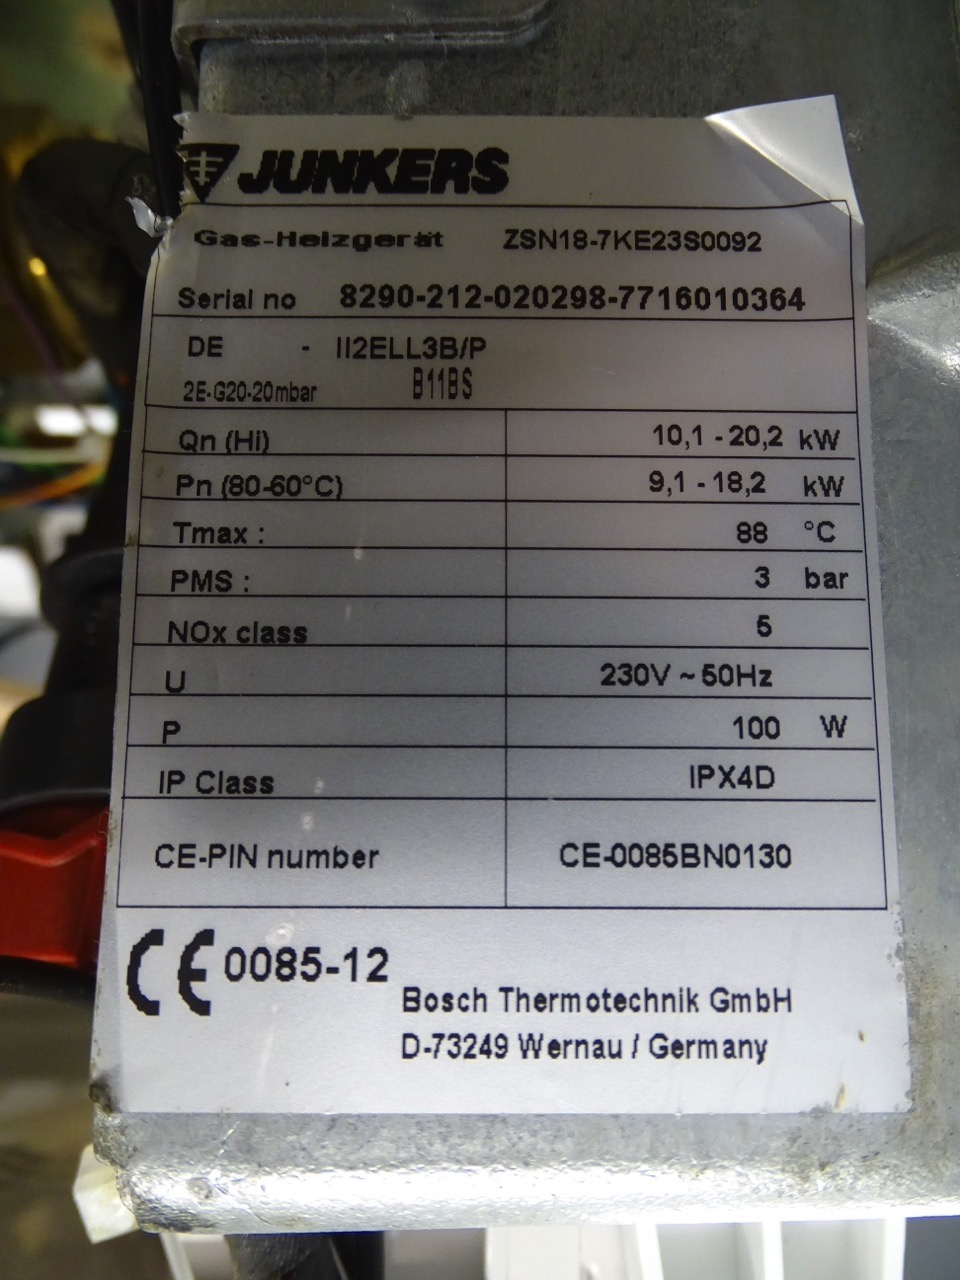 JUNKERS
Gas-Heizgerät ZSN18-7KE23S0092
Serial no 8290-212-020298-7716010364
DE - II2ELL3B/P
2E-G20-20mbar B11BS
Qn (Hi) 10,1 - 20,2 kW
Pn (80-60°C) 9,1 - 18,2 kW
Tmax : 88 °C
PMS : 3 bar
NOx class 5
U 230V ~ 50Hz
P 100 W
IP Class IPX4D
CE-PIN number CE-0085BN0130
CE 0085-12
Bosch Thermotechnik GmbH
D-73249 Wernau / Germany